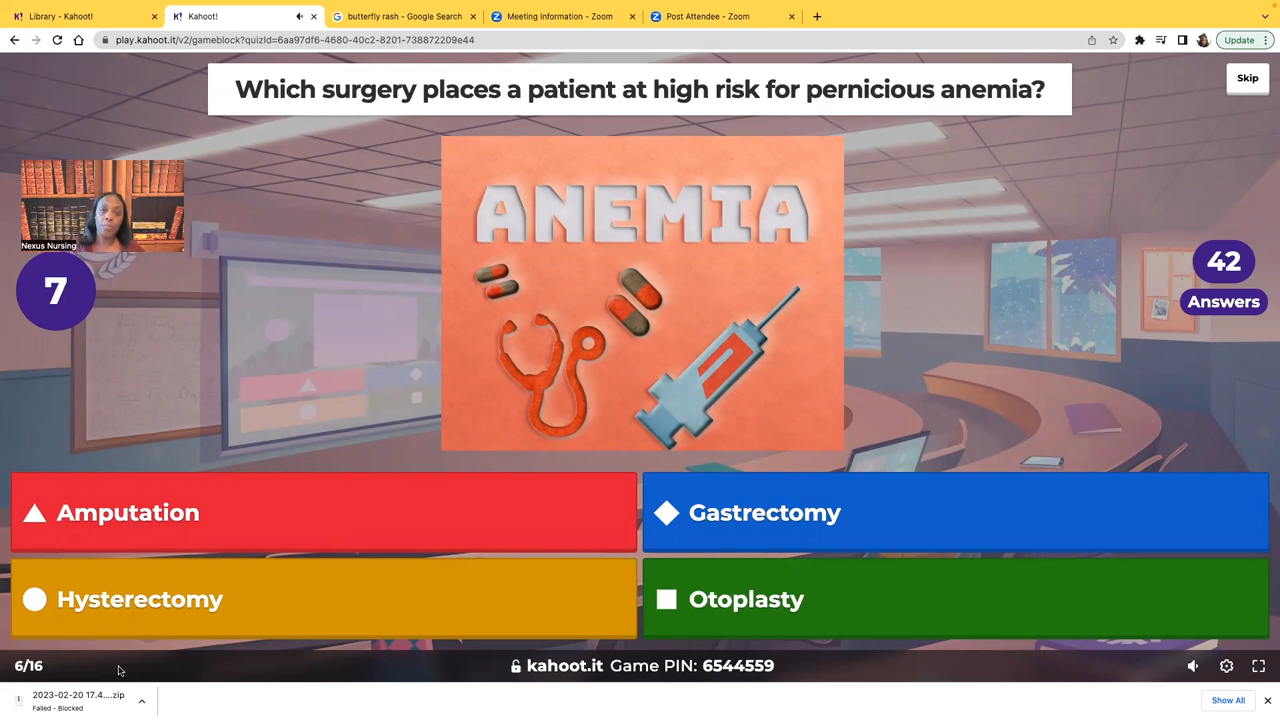 Library - Kahoot!
Kahoot!
butterfly rash - Google Search
Meeting Information - Zoom
Post Attendee - Zoom
play.kahoot.it/v2/gameblock?quizId=6aa97df6-4680-40c2-8201-738872209e44
Update
Which surgery places a patient at high risk for pernicious anemia?
Skip
ANEMIA
Nexus Nursing
7
42
Answers
Amputation
Gastrectomy
Hysterectomy
Otoplasty
6/16
kahoot.it Game PIN: 6544559
2023-02-20 17.4....zip
Failed - Blocked
Show All